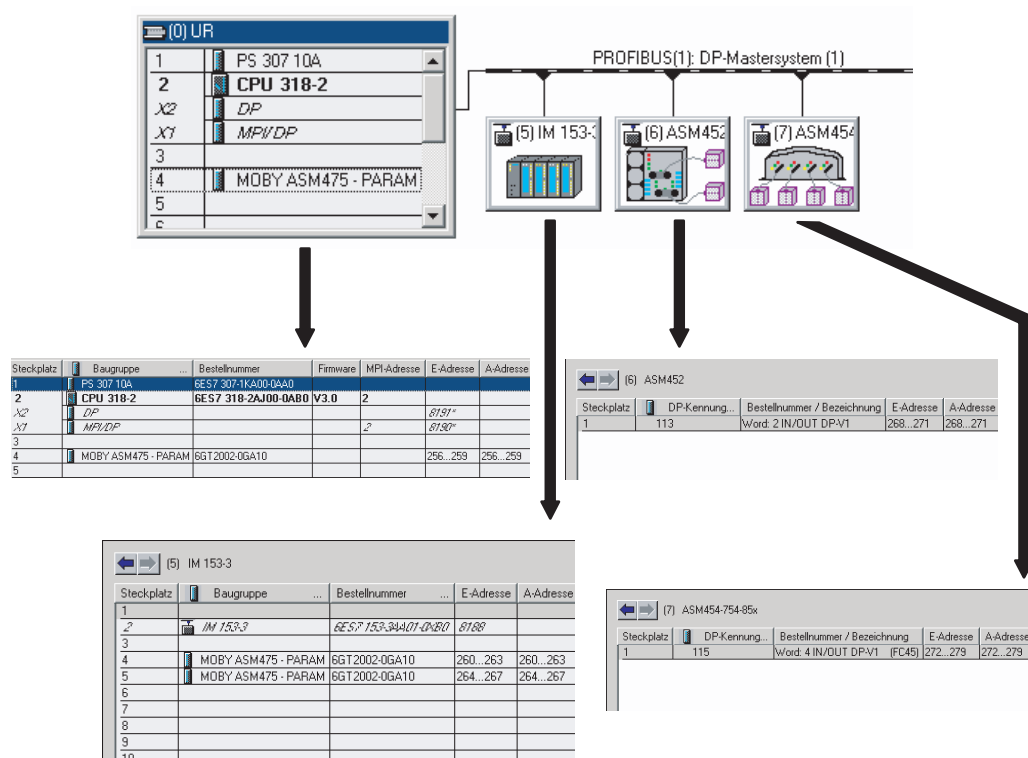 (0) UR
1 PS 307 10A
2 CPU 318-2
X2 DP
X1 MPI/DP
3
4 MOBY ASM475 - PARAM
5
PROFIBUS(1): DP-Mastersystem (1)
(5) IM 153-3
(6) ASM452
(7) ASM454
Steckplatz Baugruppe ... Bestellnummer Firmware MPI-Adresse E-Adresse A-Adresse
1 PS 307 10A 6ES7 307-1KA00-0AA0
2 CPU 318-2 6ES7 318-2AJ00-0AB0 V3.0 2
X2 DP 8191*
X1 MPI/DP 2 8190*
3
4 MOBY ASM475 - PARAM 6GT2002-0GA10 256...259 256...259
5
(6) ASM452
Steckplatz DP-Kennung... Bestellnummer / Bezeichnung E-Adresse A-Adresse
1 113 Word: 2 IN/OUT DP-V1 268...271 268...271
(5) IM 153-3
Steckplatz Baugruppe ... Bestellnummer ... E-Adresse A-Adresse
1
2 IM 153-3 6ES7 153-3AA01-0XB0 8188
3
4 MOBY ASM475 - PARAM 6GT2002-0GA10 260...263 260...263
5 MOBY ASM475 - PARAM 6GT2002-0GA10 264...267 264...267
6
7
8
9
10
(7) ASM454-754-85x
Steckplatz DP-Kennung... Bestellnummer / Bezeichnung E-Adresse A-Adresse
1 115 Word: 4 IN/OUT DP-V1 (FC45) 272...279 272...279